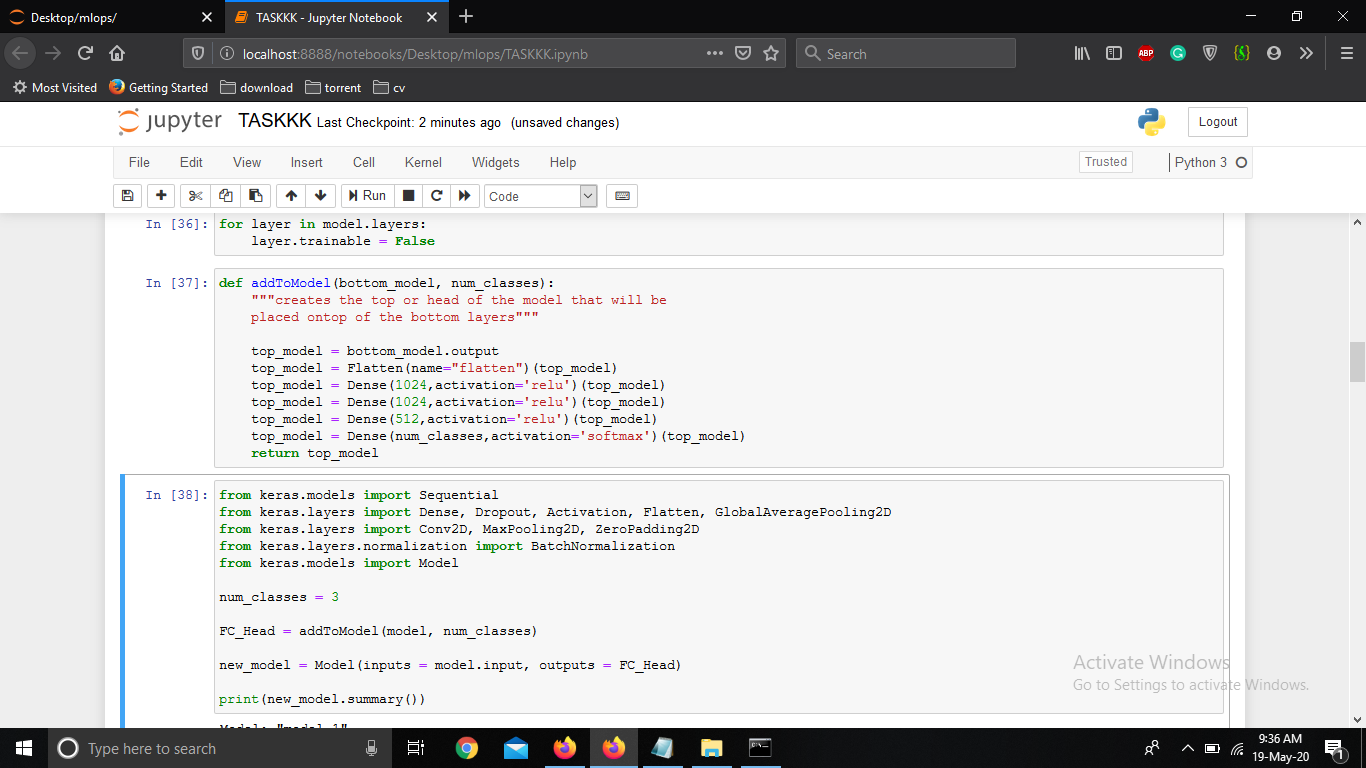 Desktop/mlops/
TASKKK - Jupyter Notebook
localhost:8888/notebooks/Desktop/mlops/TASKKK.ipynb
Search
ABP
Most Visited
Getting Started
download
torrent
cv
jupyter TASKKK Last Checkpoint: 2 minutes ago (unsaved changes)
Logout
File Edit View Insert Cell Kernel Widgets Help
Trusted
Python 3
Run
Code
In [36]: for layer in model.layers:
    layer.trainable = False
In [37]: def addToModel(bottom_model, num_classes):
    """creates the top or head of the model that will be
    placed ontop of the bottom layers"""
    top_model = bottom_model.output
    top_model = Flatten(name="flatten")(top_model)
    top_model = Dense(1024,activation='relu')(top_model)
    top_model = Dense(1024,activation='relu')(top_model)
    top_model = Dense(512,activation='relu')(top_model)
    top_model = Dense(num_classes,activation='softmax')(top_model)
    return top_model
In [38]: from keras.models import Sequential
from keras.layers import Dense, Dropout, Activation, Flatten, GlobalAveragePooling2D
from keras.layers import Conv2D, MaxPooling2D, ZeroPadding2D
from keras.layers.normalization import BatchNormalization
from keras.models import Model
num_classes = 3
FC_Head = addToModel(model, num_classes)
new_model = Model(inputs = model.input, outputs = FC_Head)
print(new_model.summary())
Model: "model_1"
Activate Windows
Go to Settings to activate Windows.
Type here to search
9:36 AM
19-May-20
1